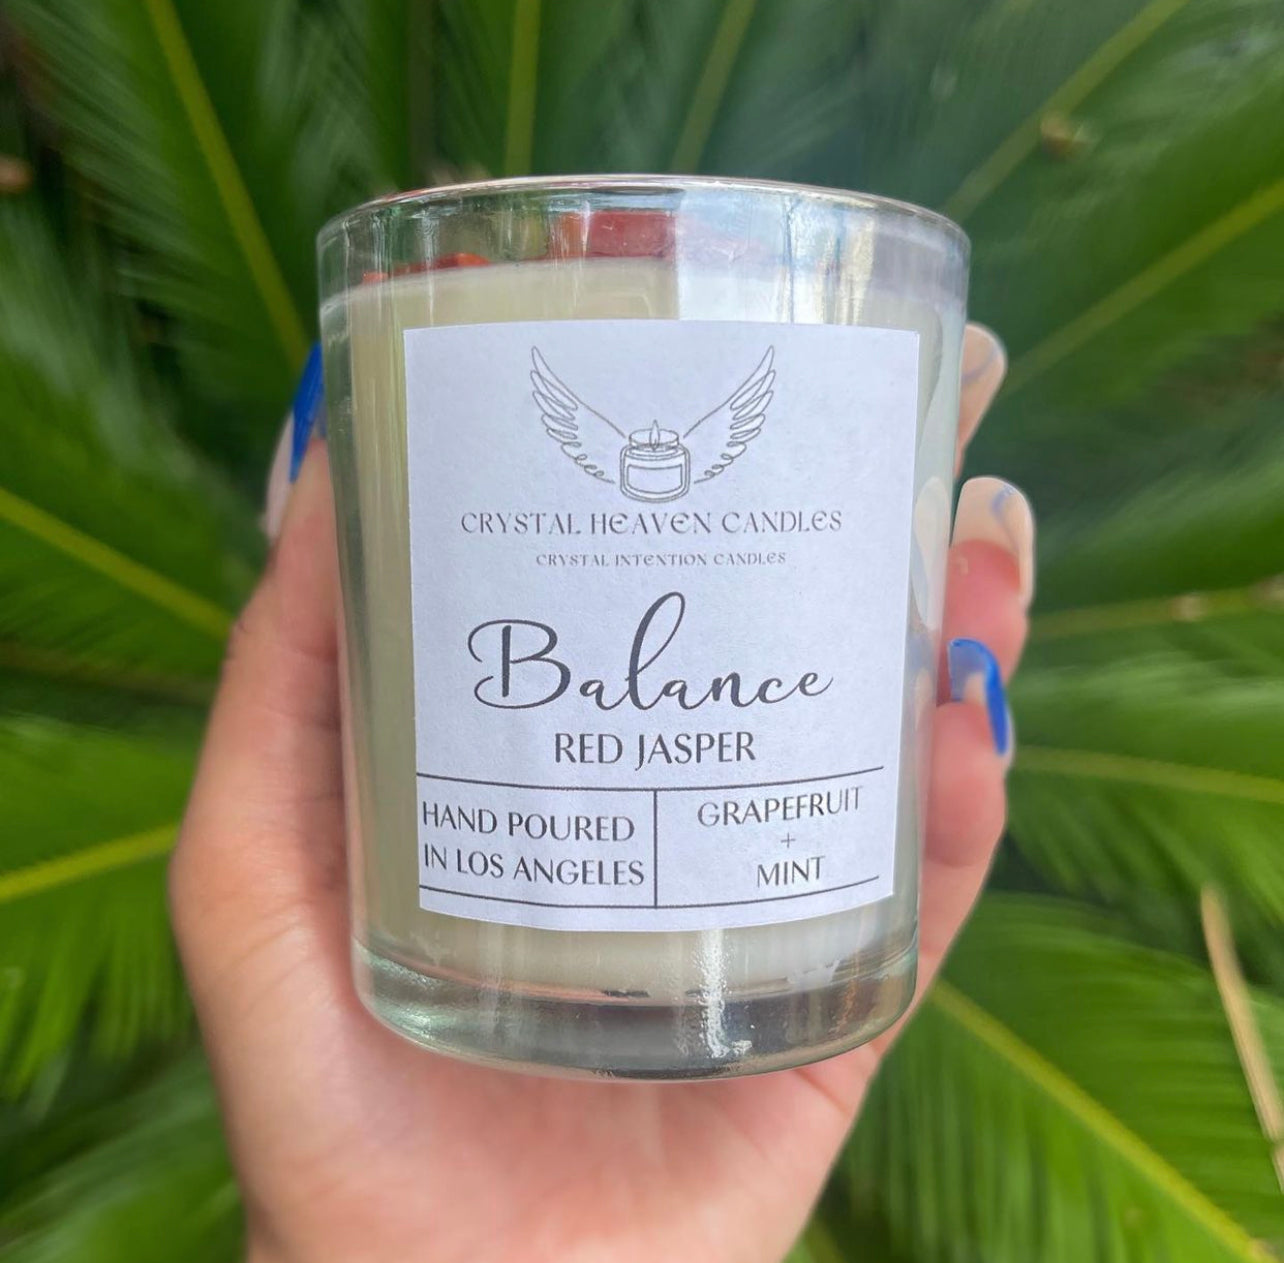 CRYSTAL HEAVEN CANDLES
CRYSTAL INTENTION CANDLES
Balance
RED JASPER
HAND POURED
IN LOS ANGELES
GRAPEFRUIT
+
MINT